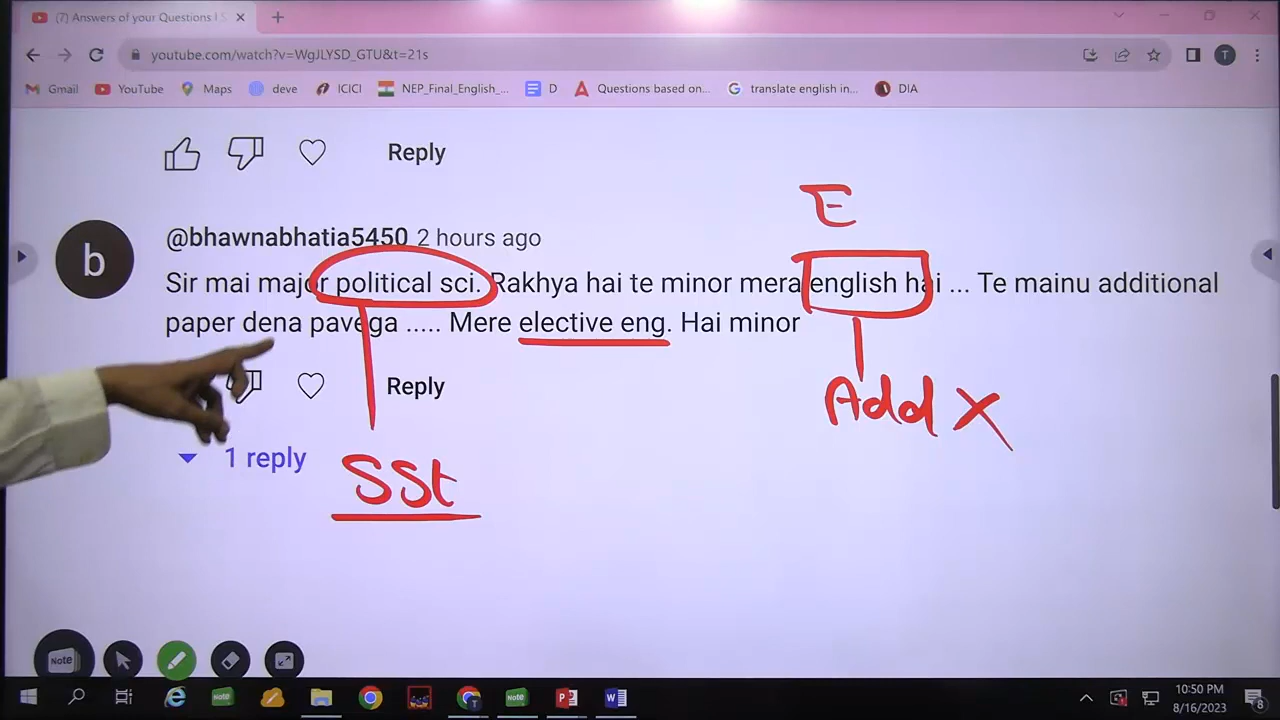 (7) Answers of your Questions I S
youtube.com/watch?v=WgJLYSD_GTU&t=21s
T
Gmail YouTube Maps deve ICICI NEP_Final_English_... D Questions based on... translate english in... DIA
Reply
E
b
@bhawnabhatia5450 2 hours ago
Sir mai major political sci. Rakhya hai te minor mera english hai ... Te mainu additional
paper dena pavega ..... Mere elective eng. Hai minor
Reply
Add X
1 reply
SSt
Note
10:50 PM
8/16/2023
8